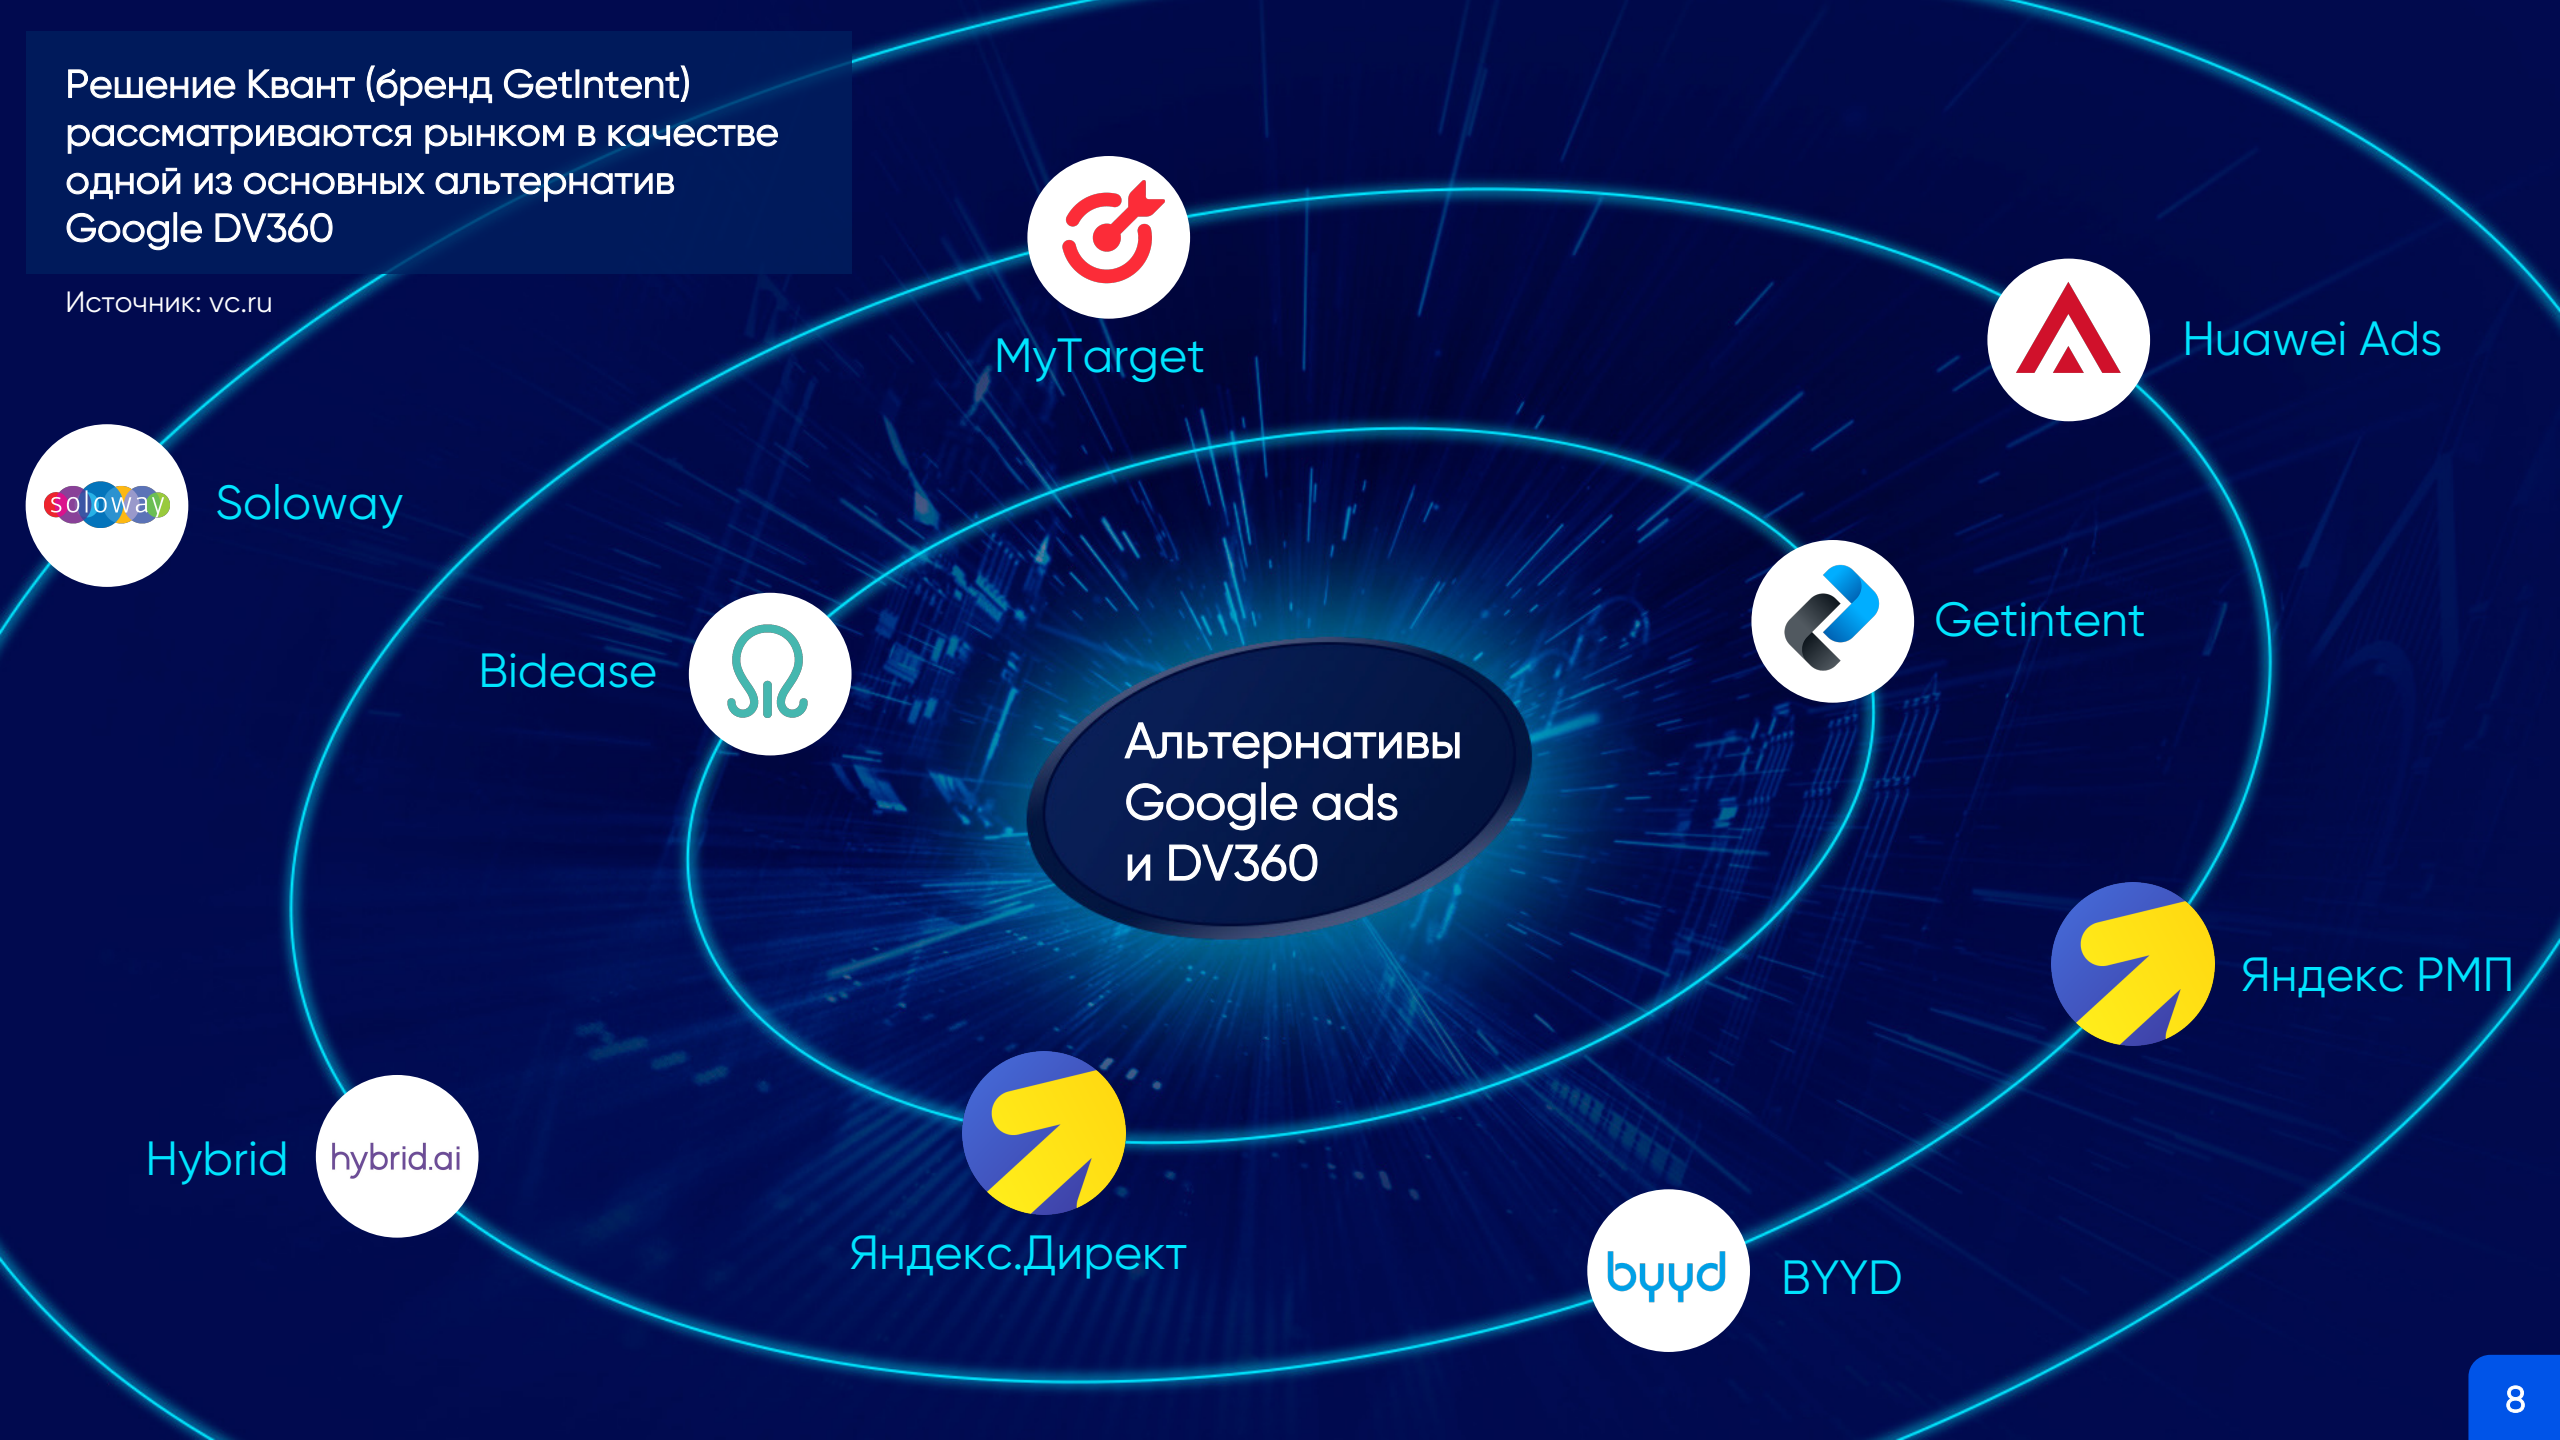 Решение Квант (бренд GetIntent)
рассматриваются рынком в качестве
одной из основных альтернатив
Google DV360
Источник: vc.ru
MyTarget
Huawei Ads
soloway
Soloway
Getintent
Bidease
Альтернативы
Google ads
и DV360
Яндекс РМП
Hybrid
hybrid.ai
Яндекс.Директ
byyd
BYYD
8